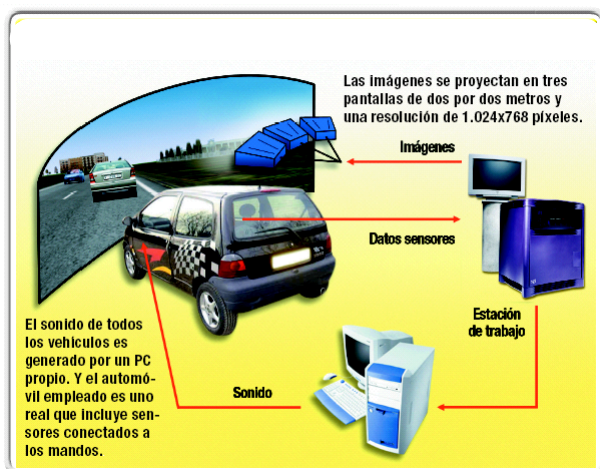 Las imágenes se proyectan en tres
pantallas de dos por dos metros y
una resolución de 1.024x768 píxeles.
Imágenes
Datos sensores
Estación
de trabajo
El sonido de todos
los vehiculos es
generado por un PC
propio. Y el automó-
vil empleado es uno
real que incluye sen-
sores conectados a
los mandos.
Sonido